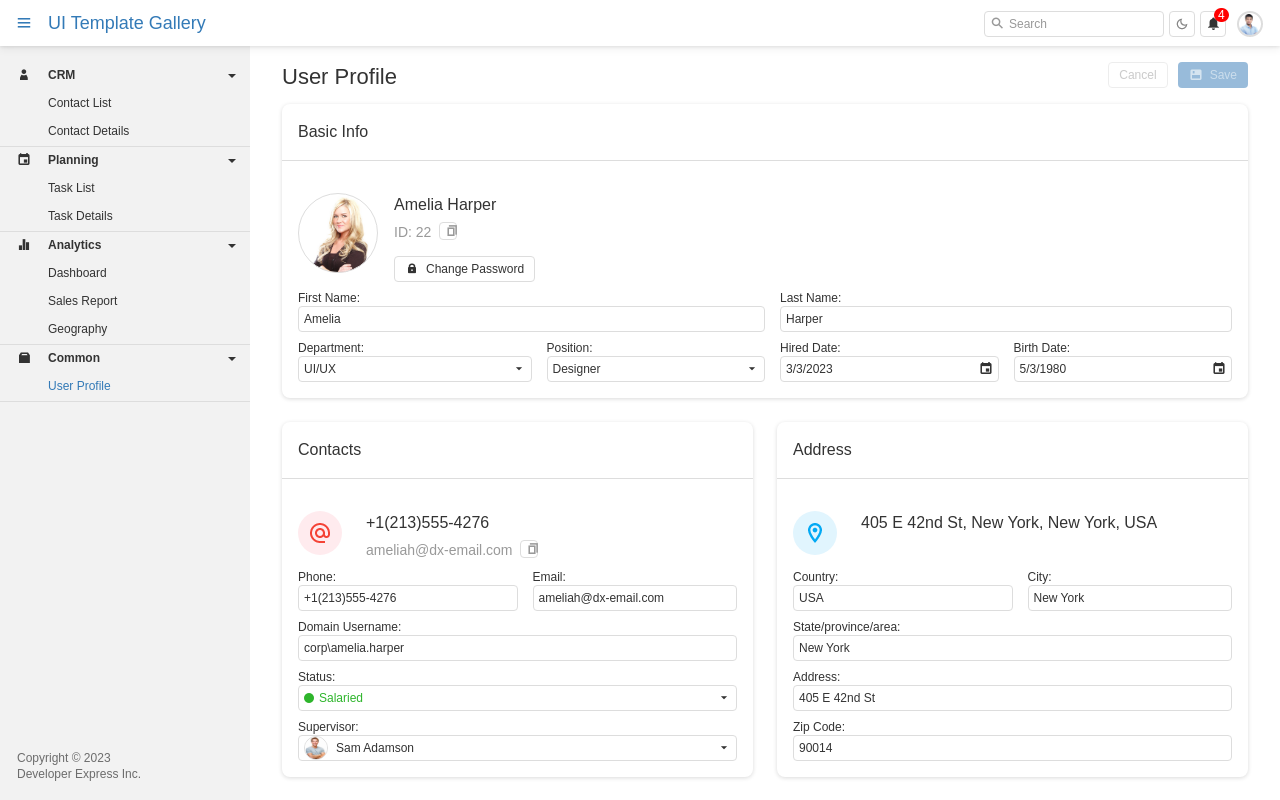 UI Template Gallery
Search
4
CRM
Contact List
Contact Details
Planning
Task List
Task Details
Analytics
Dashboard
Sales Report
Geography
Common
User Profile
Copyright © 2023
Developer Express Inc.
User Profile
Cancel
Save
Basic Info
Amelia Harper
ID: 22
Change Password
First Name:
Last Name:
Amelia
Harper
Department:
Position:
Hired Date:
Birth Date:
UI/UX
Designer
3/3/2023
5/3/1980
Contacts
+1(213)555-4276
ameliah@dx-email.com
Phone:
Email:
+1(213)555-4276
ameliah@dx-email.com
Domain Username:
corp\amelia.harper
Status:
Salaried
Supervisor:
Sam Adamson
Address
405 E 42nd St, New York, New York, USA
Country:
City:
USA
New York
State/province/area:
New York
Address:
405 E 42nd St
Zip Code:
90014